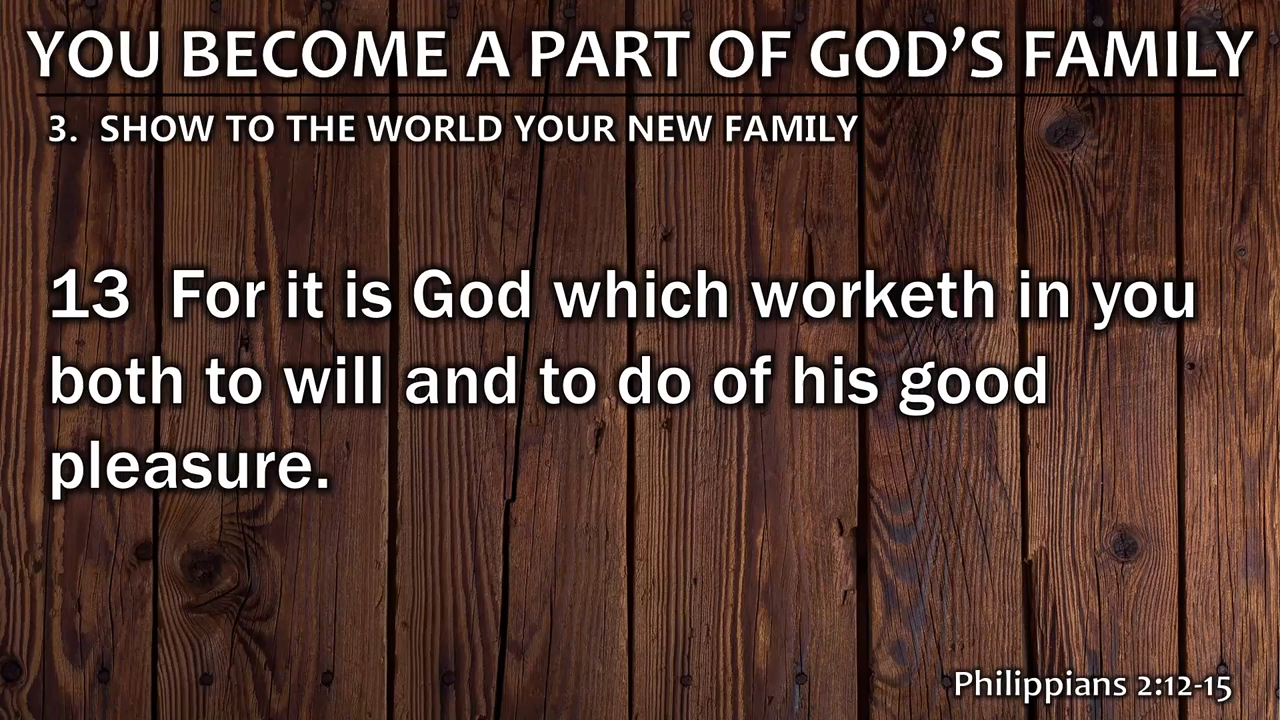 YOU BECOME A PART OF GOD’S FAMILY
3. SHOW TO THE WORLD YOUR NEW FAMILY
13 For it is God which worketh in you
both to will and to do of his good
pleasure.
Philippians 2:12-15